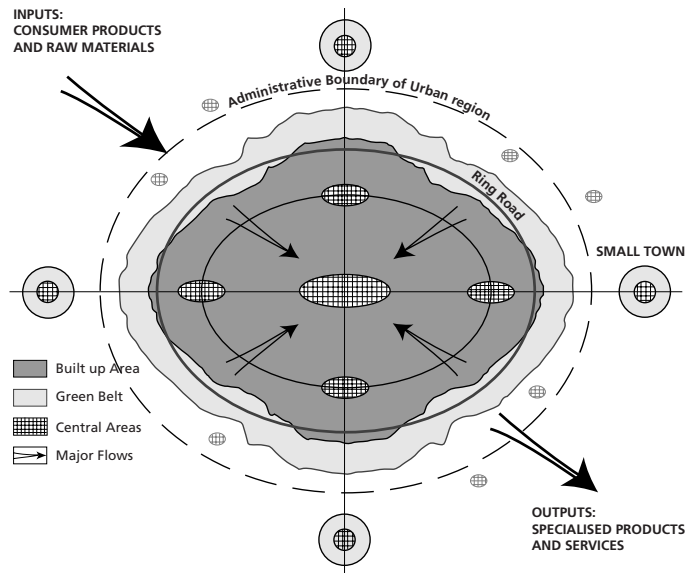 INPUTS:
CONSUMER PRODUCTS
AND RAW MATERIALS
Administrative Boundary of Urban region
Ring Road
SMALL TOWN
Built up Area
Green Belt
Central Areas
Major Flows
OUTPUTS:
SPECIALISED PRODUCTS
AND SERVICES